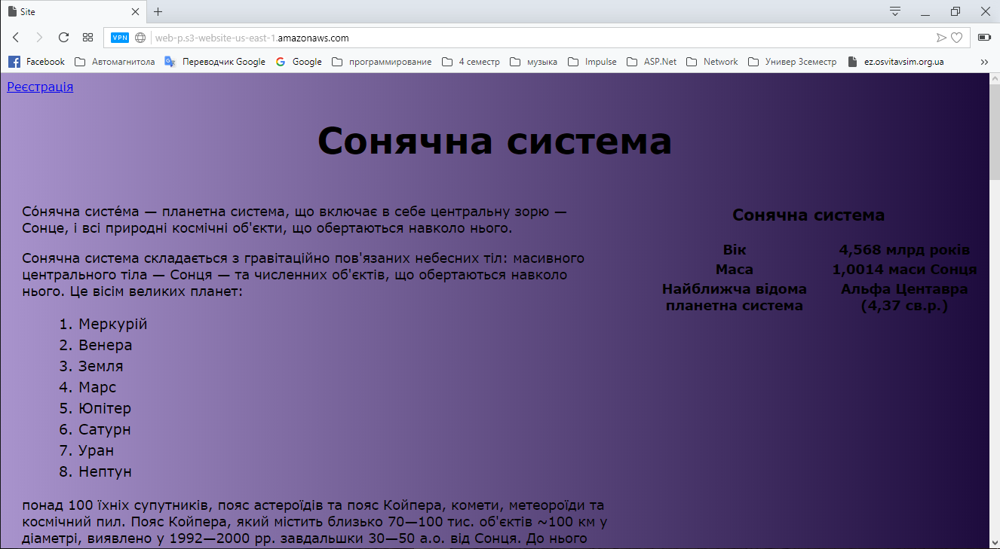 Site
VPN web-p.s3-website-us-east-1.amazonaws.com
Facebook Автомагнитола Переводчик Google Google программирование 4 семестр музыка Impulse ASP.Net Network Универ 3семестр ez.osvitavsim.org.ua
Реєстрація
Сонячна система
Со́нячна систе́ма — планетна система, що включає в себе центральну зорю —
Сонце, і всі природні космічні об'єкти, що обертаються навколо нього.
Сонячна система складається з гравітаційно пов'язаних небесних тіл: масивного
центрального тіла — Сонця — та численних об'єктів, що обертаються навколо
нього. Це вісім великих планет:
1. Меркурій
2. Венера
3. Земля
4. Марс
5. Юпітер
6. Сатурн
7. Уран
8. Нептун
понад 100 їхніх супутників, пояс астероїдів та пояс Койпера, комети, метеороїди та
космічний пил. Пояс Койпера, який містить близько 70—100 тис. об'єктів ~100 км у
діаметрі, виявлено у 1992—2000 рр. завдальшки 30—50 а.о. від Сонця. До нього
Сонячна система
Вік 4,568 млрд років
Маса 1,0014 маси Сонця
Найближча відома Альфа Центавра
планетна система (4,37 св.р.)